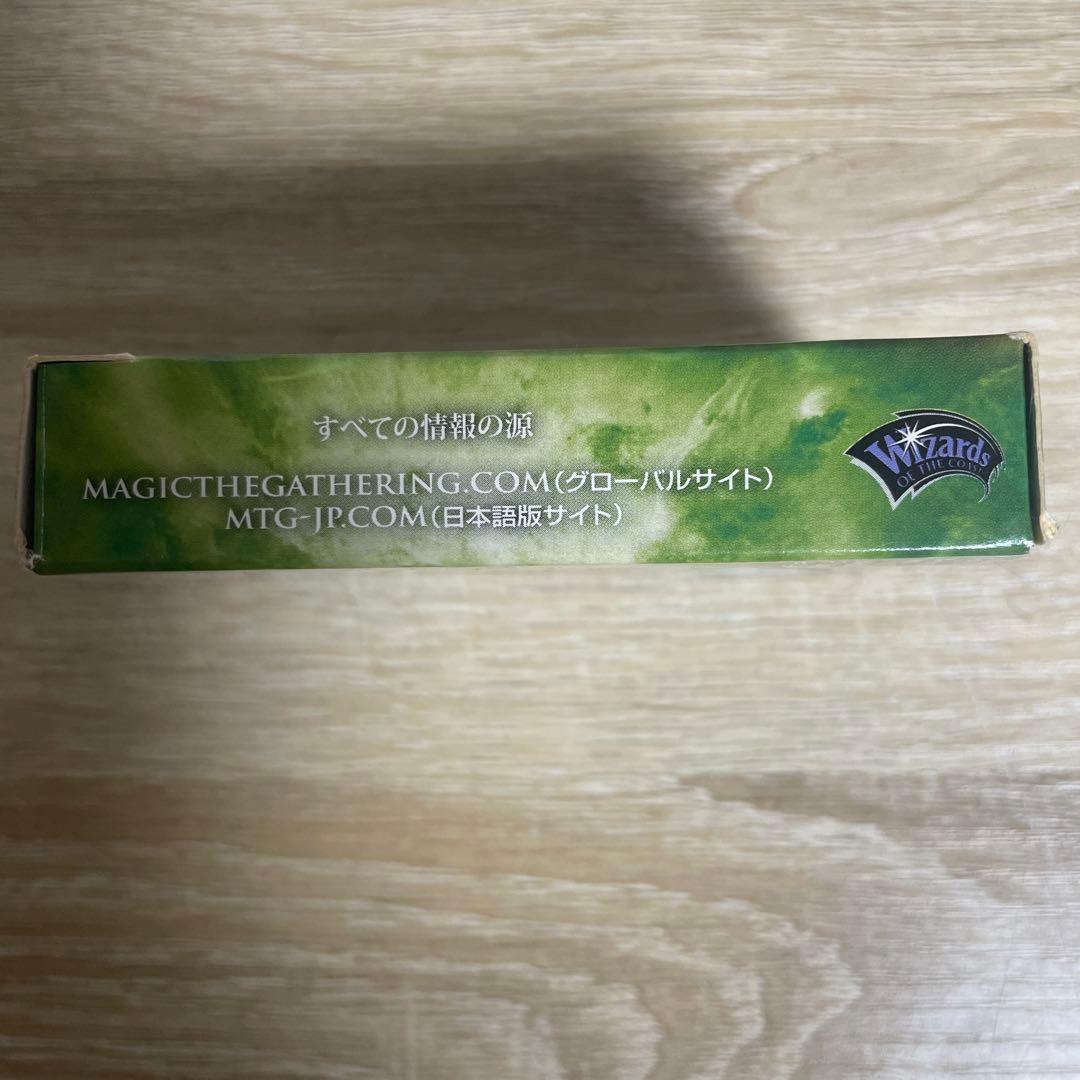 すべての情報の源
MAGICTHEGATHERING.COM(グローバルサイト)
MTG-JP.COM(日本語版サイト)
Wizards
OF THE COAST